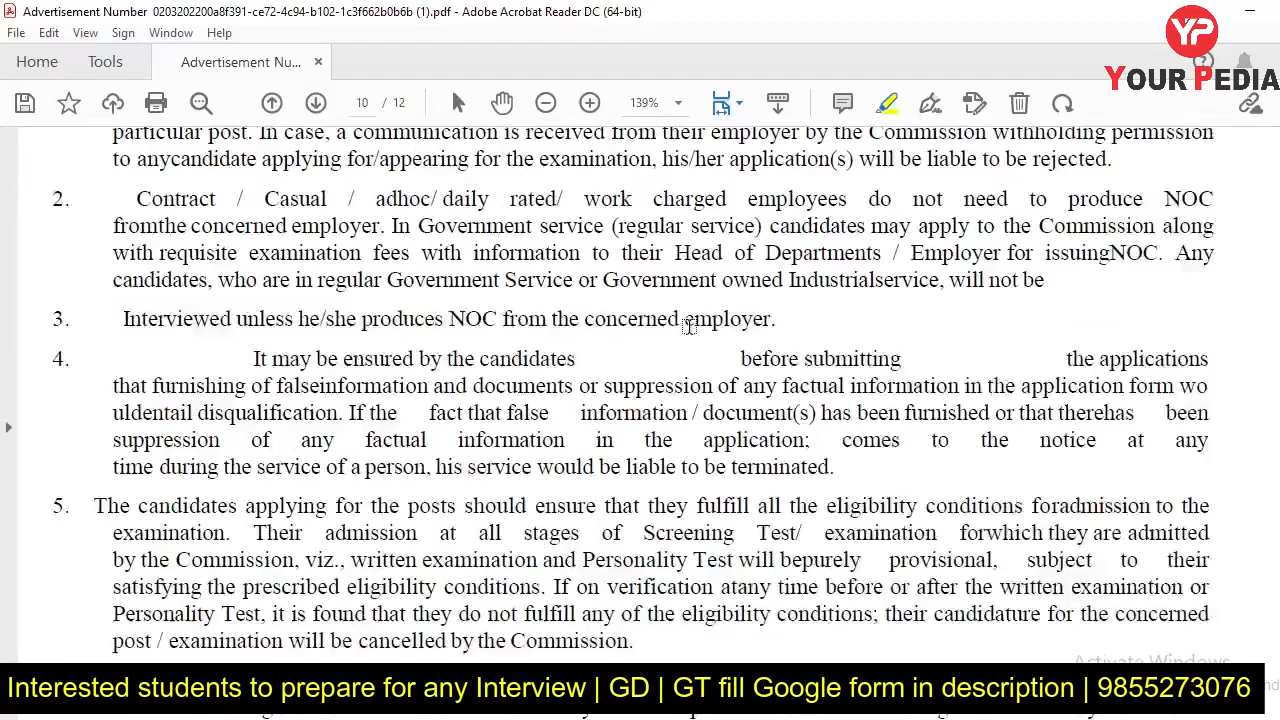 Advertisement Number 0203202200a8f391-ce72-4c94-b102-1c3f662b0b6b (1).pdf - Adobe Acrobat Reader DC (64-bit)
File Edit View Sign Window Help
YP
YOUR PEDIA
Home Tools Advertisement Nu... ×
10 / 12 139%
particular post. In case, a communication is received from their employer by the Commission withholding permission
to anycandidate applying for/appearing for the examination, his/her application(s) will be liable to be rejected.
2. Contract / Casual / adhoc/ daily rated/ work charged employees do not need to produce NOC
fromthe concerned employer. In Government service (regular service) candidates may apply to the Commission along
with requisite examination fees with information to their Head of Departments / Employer for issuingNOC. Any
candidates, who are in regular Government Service or Government owned Industrialservice, will not be
3. Interviewed unless he/she produces NOC from the concerned employer.
4. It may be ensured by the candidates before submitting the applications
that furnishing of falseinformation and documents or suppression of any factual information in the application form wo
uldentail disqualification. If the fact that false information / document(s) has been furnished or that therehas been
suppression of any factual information in the application; comes to the notice at any
time during the service of a person, his service would be liable to be terminated.
5. The candidates applying for the posts should ensure that they fulfill all the eligibility conditions foradmission to the
examination. Their admission at all stages of Screening Test/ examination forwhich they are admitted
by the Commission, viz., written examination and Personality Test will bepurely provisional, subject to their
satisfying the prescribed eligibility conditions. If on verification atany time before or after the written examination or
Personality Test, it is found that they do not fulfill any of the eligibility conditions; their candidature for the concerned
post / examination will be cancelled by the Commission.
Activate Windows
Interested students to prepare for any Interview | GD | GT fill Google form in description | 9855273076